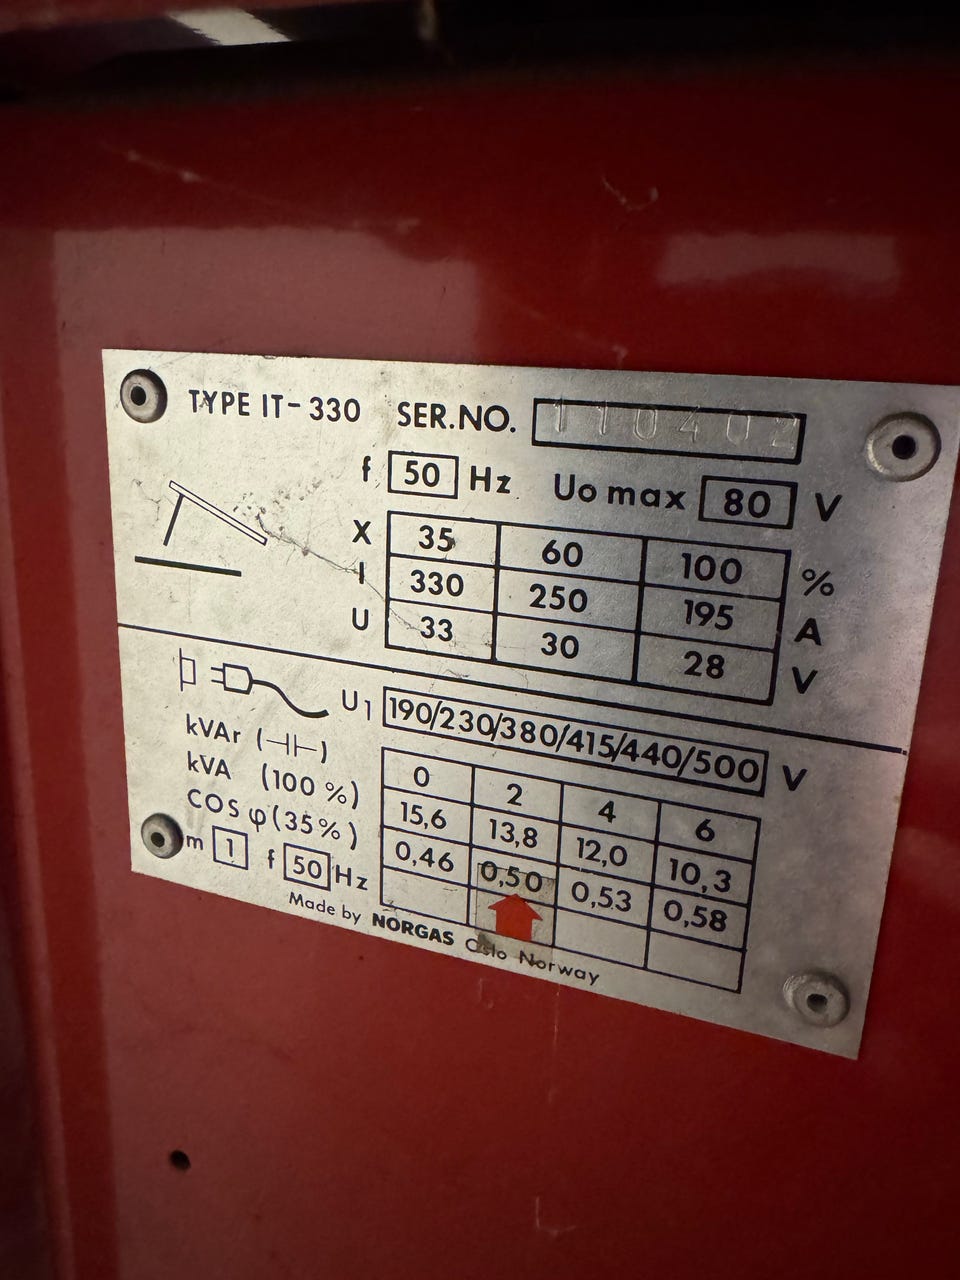 TYPE IT-330 SER.NO. 110402
f 50 Hz Uo max 80 V
X 35 60 100 %
I 330 250 195 A
U 33 30 28 V
U1 190/230/380/415/440/500 V
kVAr (⊣⊢) 0 2 4 6
kVA (100 %) 15,6 13,8 12,0 10,3
COS φ (35%) 0,46 0,50 0,53 0,58
m 1 f 50 Hz
Made by NORGAS Oslo Norway